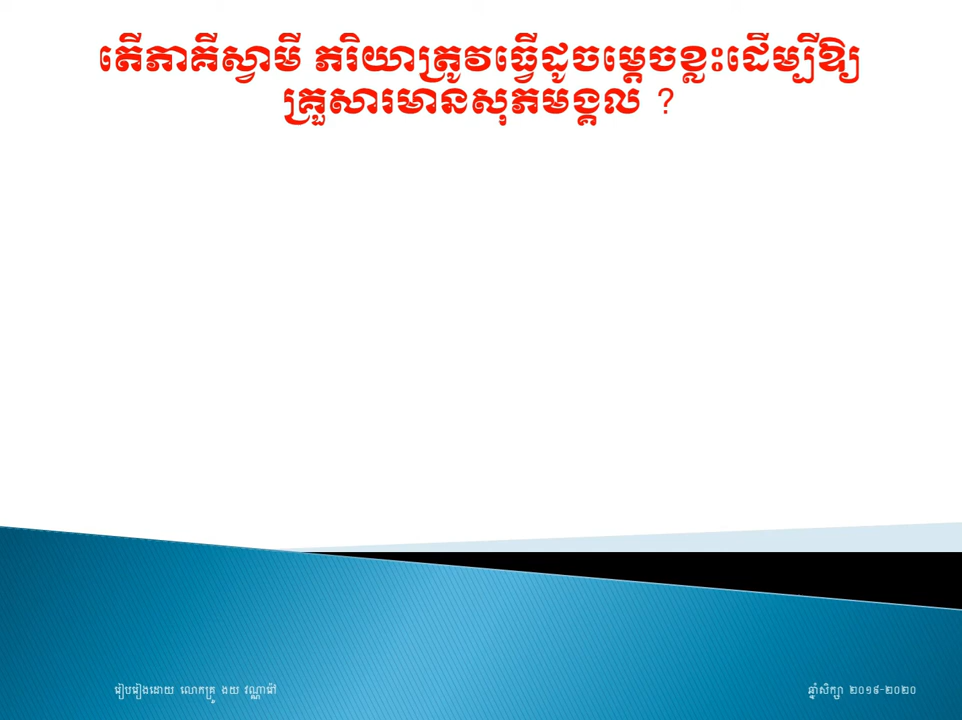 តើភាគីស្វាមី ភរិយាត្រូវធ្វើដូចម្ដេចខ្លះដើម្បីឱ្យ
គ្រួសារមានសុភមង្គល ?
រៀបរៀងដោយ លោកគ្រូ ងយ វណ្ណារ៉ៅ
ឆ្នាំសិក្សា ២០១៩-២០២០